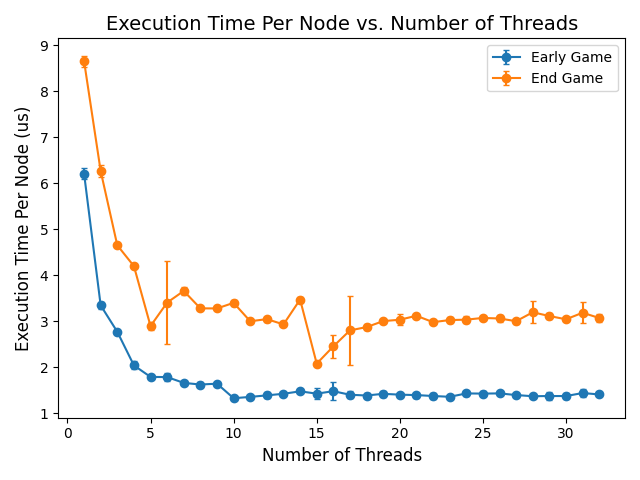 Execution Time Per Node vs. Number of Threads
Execution Time Per Node (us)
9
8
7
6
5
4
3
2
1
Early Game
End Game
0 5 10 15 20 25 30
Number of Threads